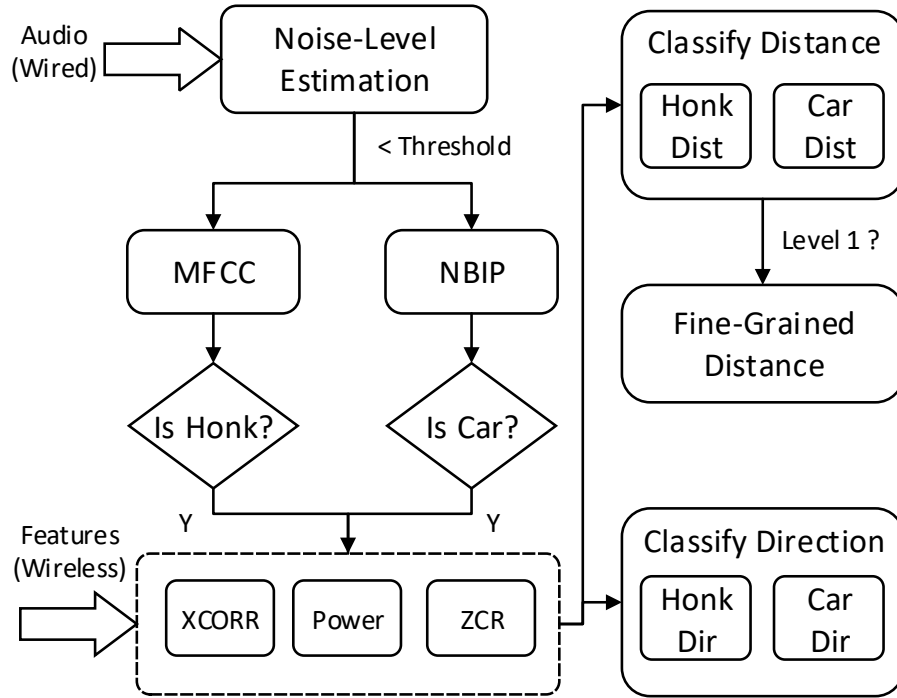 Audio
(Wired)
Noise-Level
Estimation
< Threshold
MFCC
NBIP
Is Honk?
Is Car?
Y
Y
Features
(Wireless)
XCORR
Power
ZCR
Classify Distance
Honk
Dist
Car
Dist
Level 1 ?
Fine-Grained
Distance
Classify Direction
Honk
Dir
Car
Dir